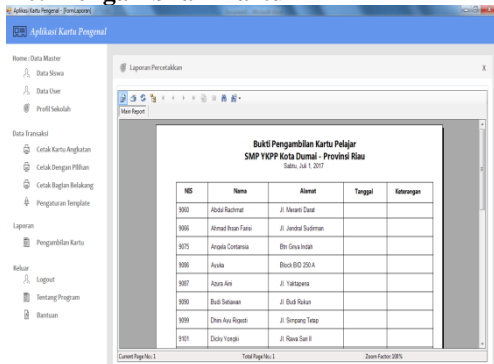 Aplikasi Kartu Pengenal - [FormLaporan]
Aplikasi Kartu Pengenal
Home : Data Master
Data Siswa
Data User
Profil Sekolah
Data Transaksi
Cetak Kartu Angkatan
Cetak Dengan Pilihan
Cetak Bagian Belakang
Pengaturan Template
Laporan
Pengambilan Kartu
Keluar
Logout
Tentang Program
Bantuan
Laporan Percetakkan X
Main Report
Bukti Pengambilan Kartu Pelajar
SMP YKPP Kota Dumai - Provinsi Riau
Sabtu, Juli 1, 2017
NIS Nama Alamat Tanggal Keterangan
9060 Abdul Rachmat Jl. Meranti Darat
9066 Ahmad Ihsan Farisi Jl. Jendral Sudirman
9075 Angela Contansia Btn Griya Indah
9086 Ayuka Block BID 250 A
9087 Azura Aini Jl. Yaktapena
9090 Budi Setiawan Jl. Budi Rukun
9099 Dhini Ayu Rigusti Jl. Simpang Tetap
9101 Dicky Yongki Jl. Rawa Sari II
Current Page No.: 1 Total Page No.: 1 Zoom Factor: 100%